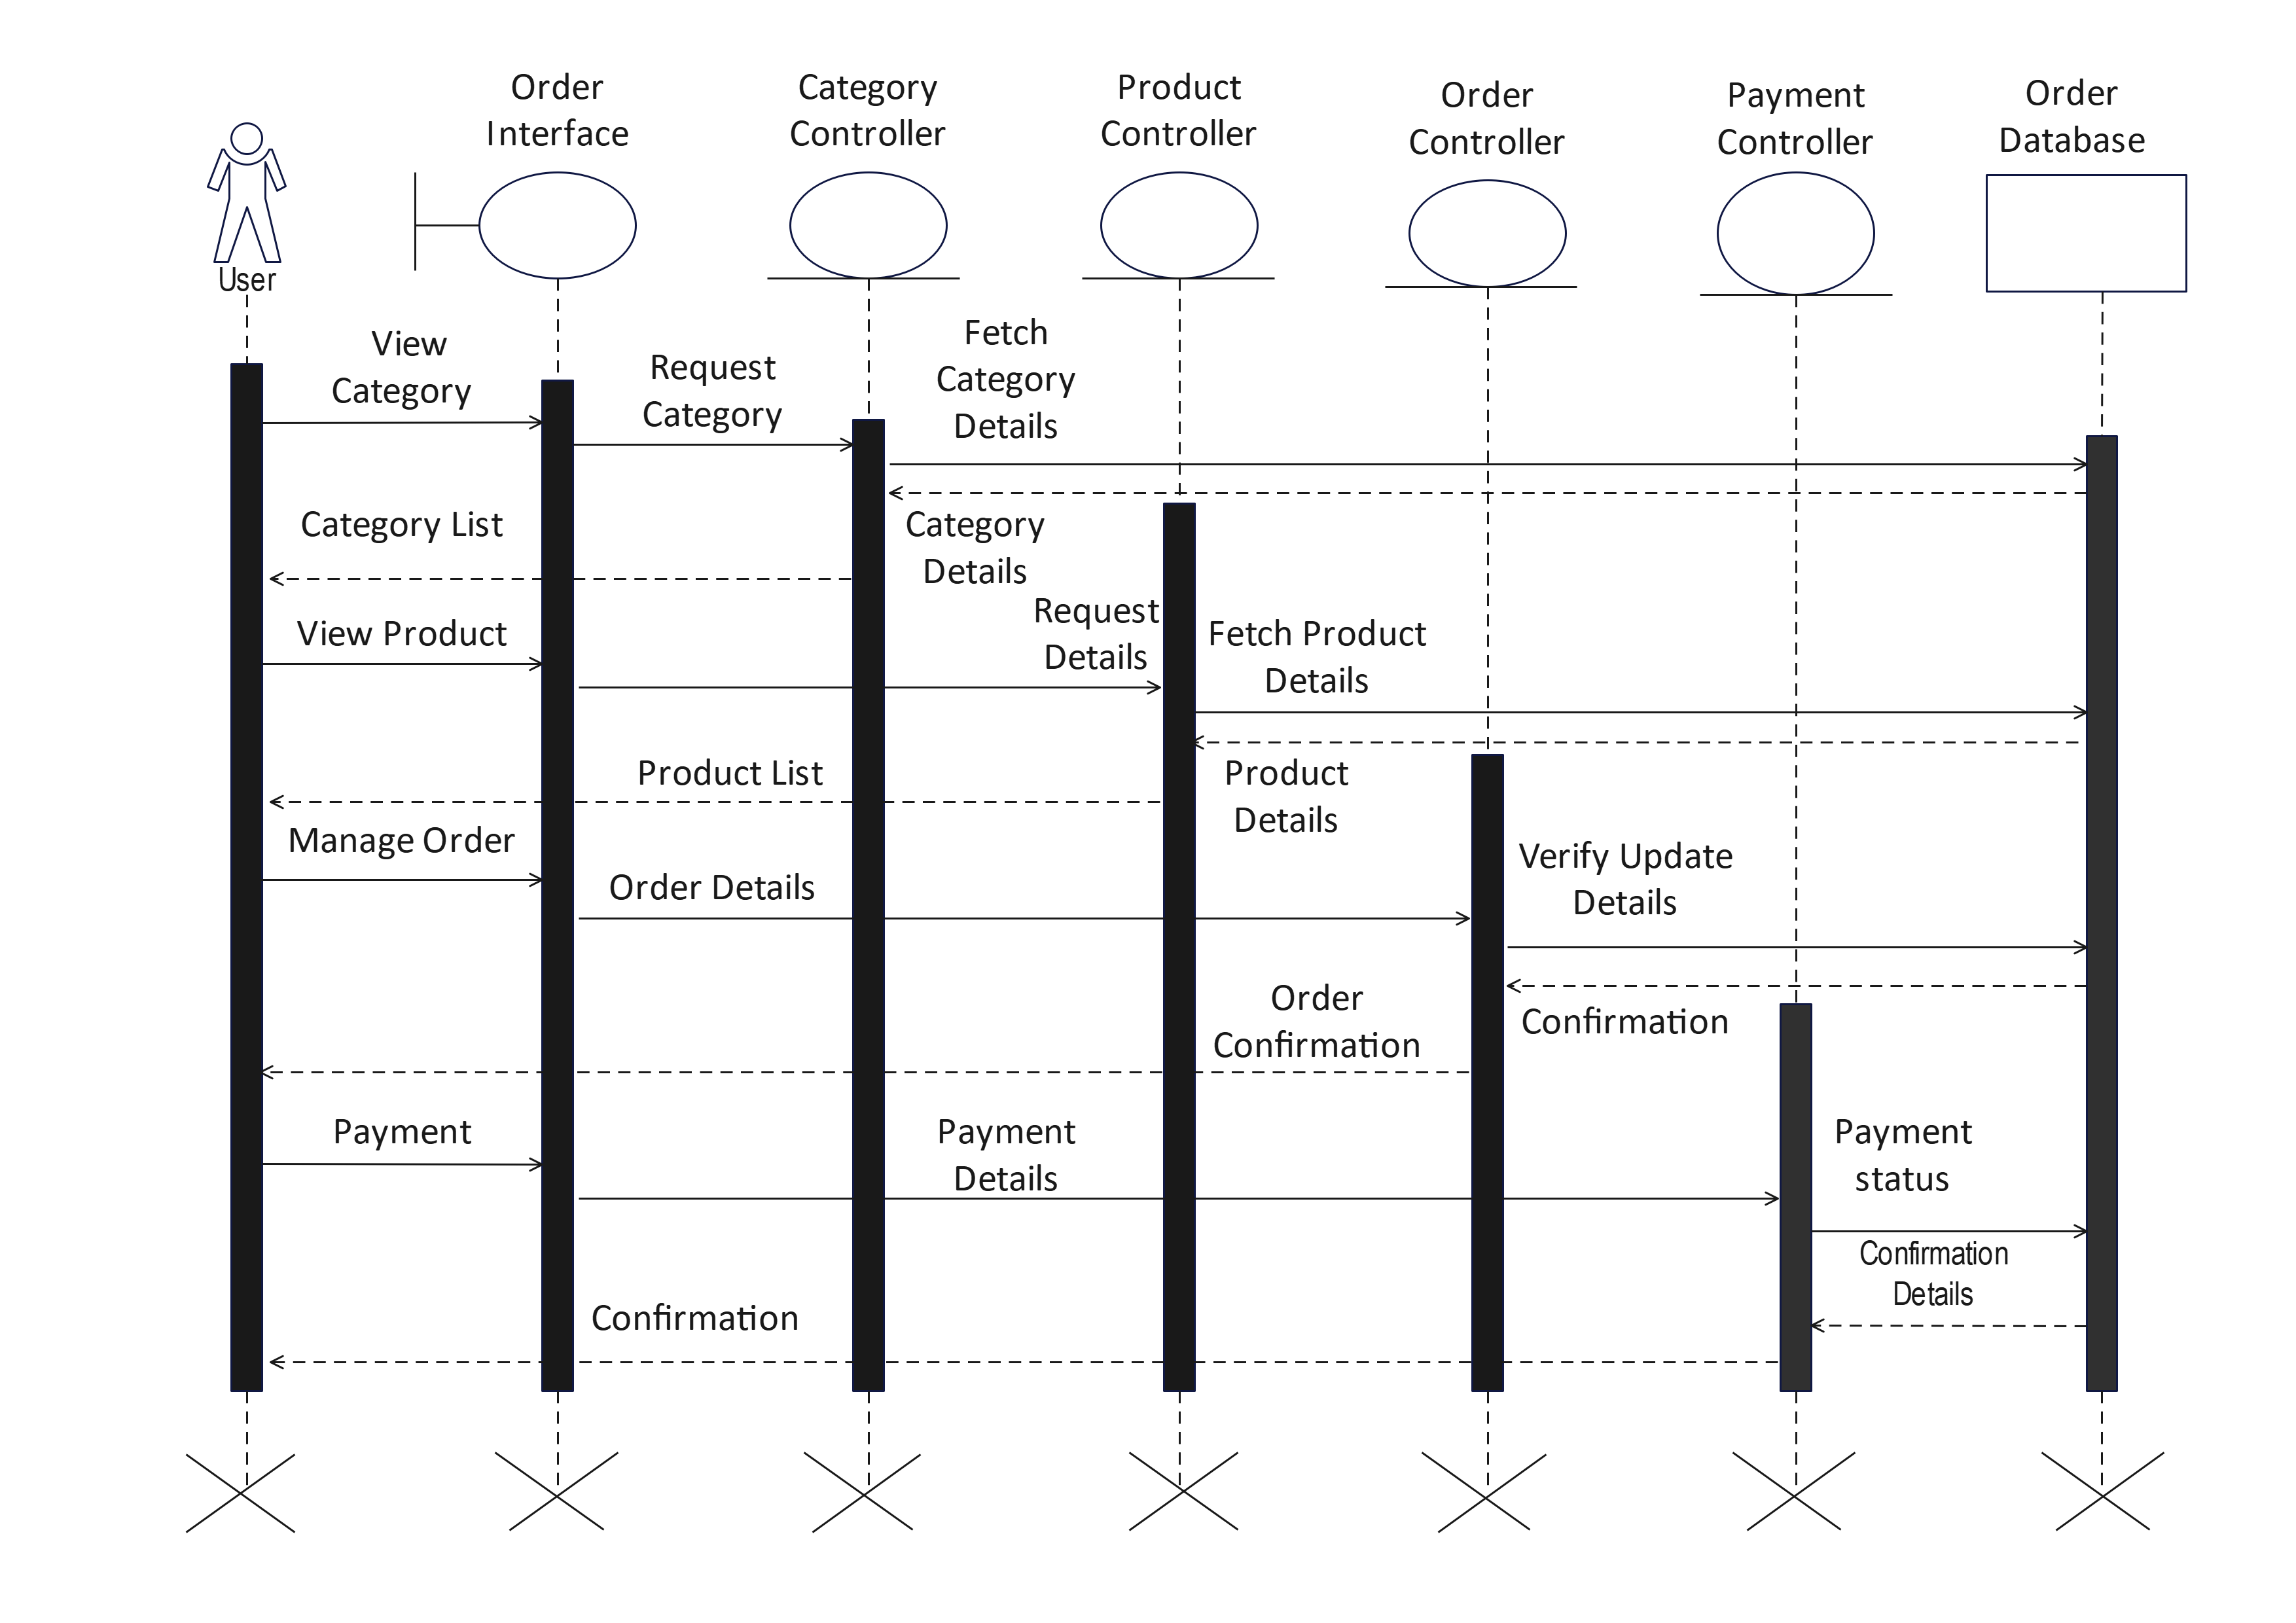 Order
Interface
Category
Controller
Product
Controller
Order
Controller
Payment
Controller
Order
Database
User
View
Category
Request
Category
Fetch
Category
Details
Category List
Category
Details
View Product
Request
Details
Fetch Product
Details
Product List
Product
Details
Manage Order
Order Details
Verify Update
Details
Order
Confirmation
Confirmation
Payment
Payment
Details
Payment
status
Confirmation
Details
Confirmation